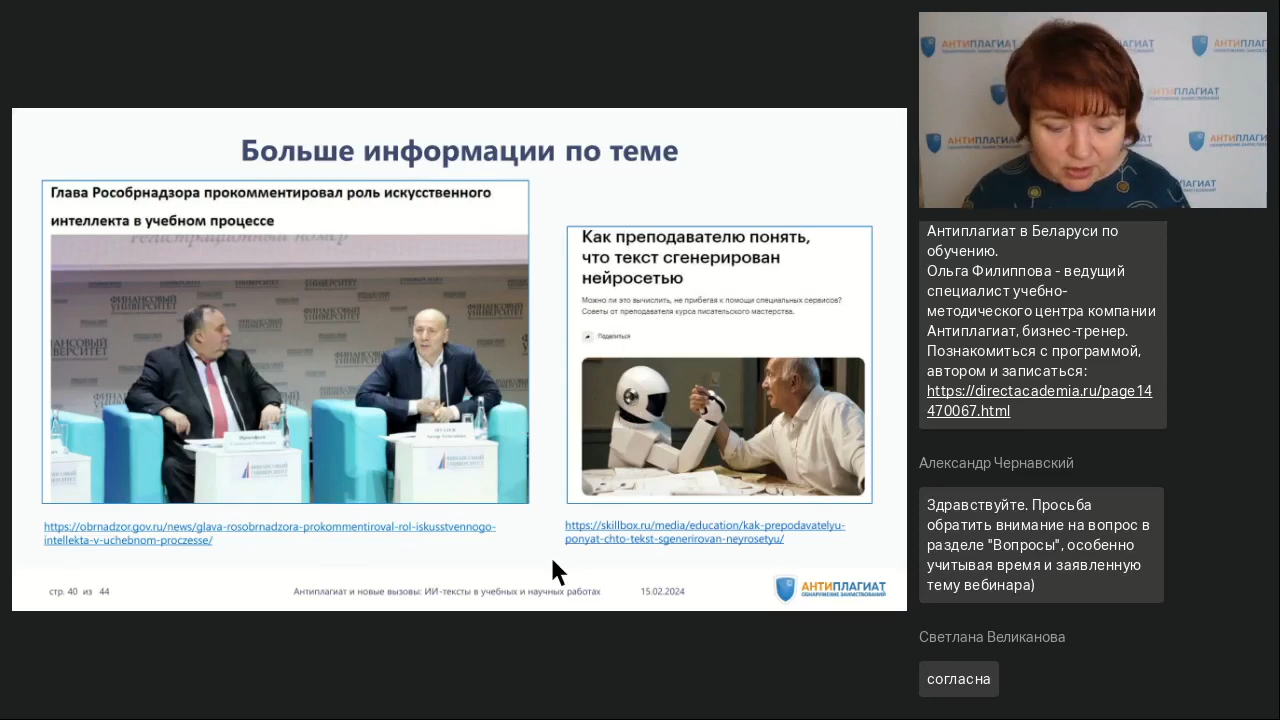 Больше информации по теме
Глава Рособрнадзора прокомментировал роль искусственного
интеллекта в учебном процессе
регистрационный номер
ФИНАНСОВЫЙ
УНИВЕРСИТЕТ
https://obrnadzor.gov.ru/news/glava-rosobrnadzora-prokommentiroval-rol-iskusstvennogo-
intellekta-v-uchebnom-proczesse/
Как преподавателю понять,
что текст сгенерирован
нейросетью
Можно ли это вычислить, не прибегая к помощи специальных сервисов?
Советы от преподавателя курса писательского мастерства.
Поделиться
https://skillbox.ru/media/education/kak-prepodavatelyu-
ponyat-chto-tekst-sgenerirovan-neyrosetyu/
стр. 40 из 44
Антиплагиат и новые вызовы: ИИ-тексты в учебных и научных работах
15.02.2024
АНТИПЛАГИАТ
ОБНАРУЖЕНИЕ ЗАИМСТВОВАНИЙ
АНТИПЛАГИАТ
Антиплагиат в Беларуси по
обучению.
Ольга Филиппова - ведущий
специалист учебно-
методического центра компании
Антиплагиат, бизнес-тренер.
Познакомиться с программой,
автором и записаться:
https://directacademia.ru/page14
470067.html
Александр Чернавский
Здравствуйте. Просьба
обратить внимание на вопрос в
разделе "Вопросы", особенно
учитывая время и заявленную
тему вебинара)
Светлана Великанова
согласна